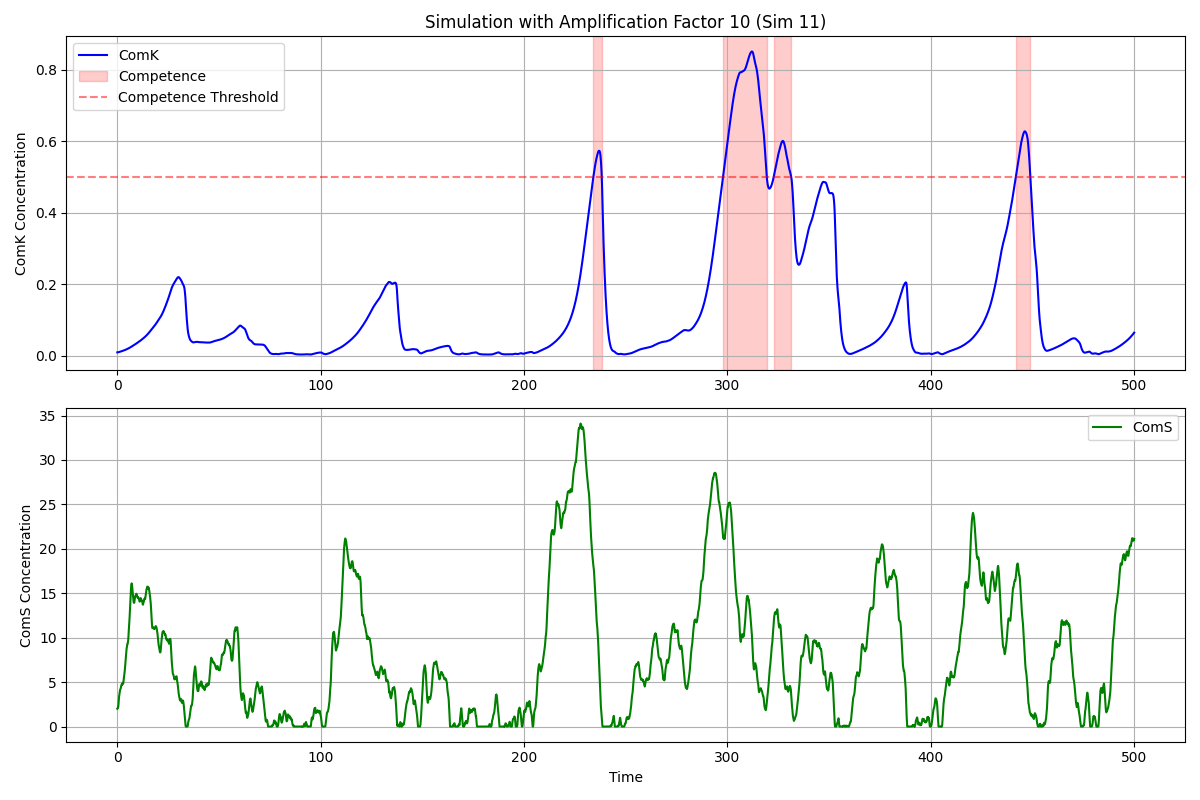 Simulation with Amplification Factor 10 (Sim 11)
ComK
Competence
Competence Threshold
ComK Concentration
0.8
0.6
0.4
0.2
0.0
0 100 200 300 400 500
ComS
ComS Concentration
35
30
25
20
15
10
5
0
0 100 200 300 400 500
Time